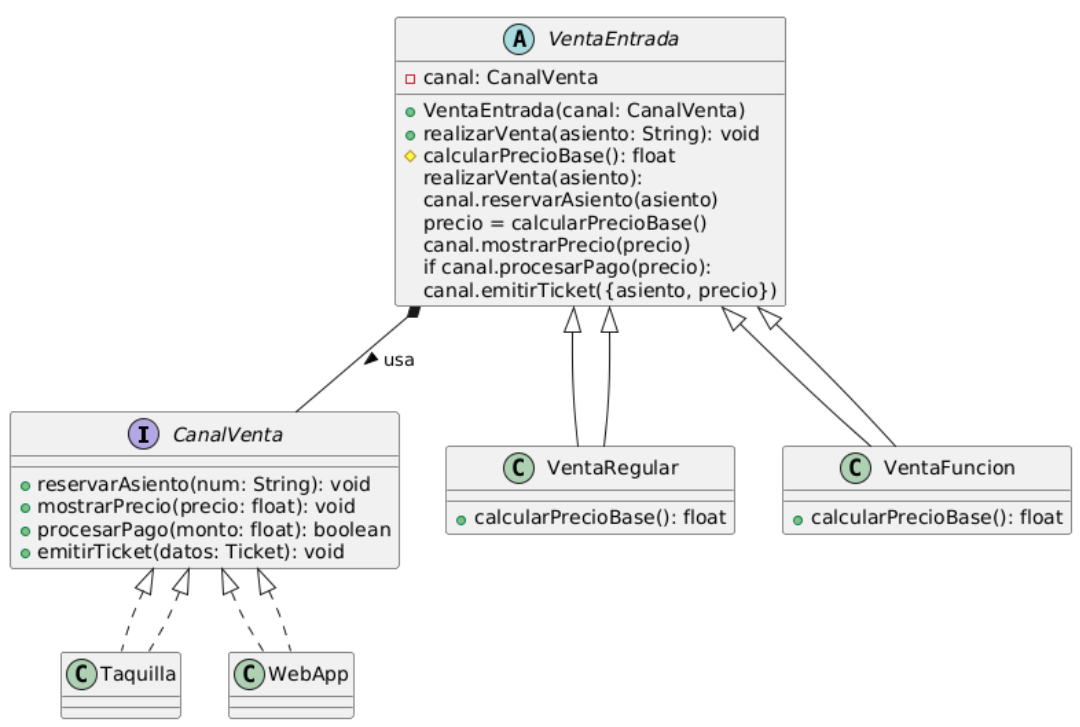 A VentaEntrada
canal: CanalVenta
VentaEntrada(canal: CanalVenta)
realizarVenta(asiento: String): void
calcularPrecioBase(): float
realizarVenta(asiento):
canal.reservarAsiento(asiento)
precio = calcularPrecioBase()
canal.mostrarPrecio(precio)
if canal.procesarPago(precio):
canal.emitirTicket({asiento, precio})
usa
I CanalVenta
reservarAsiento(num: String): void
mostrarPrecio(precio: float): void
procesarPago(monto: float): boolean
emitirTicket(datos: Ticket): void
C VentaRegular
calcularPrecioBase(): float
C VentaFuncion
calcularPrecioBase(): float
C Taquilla
C WebApp